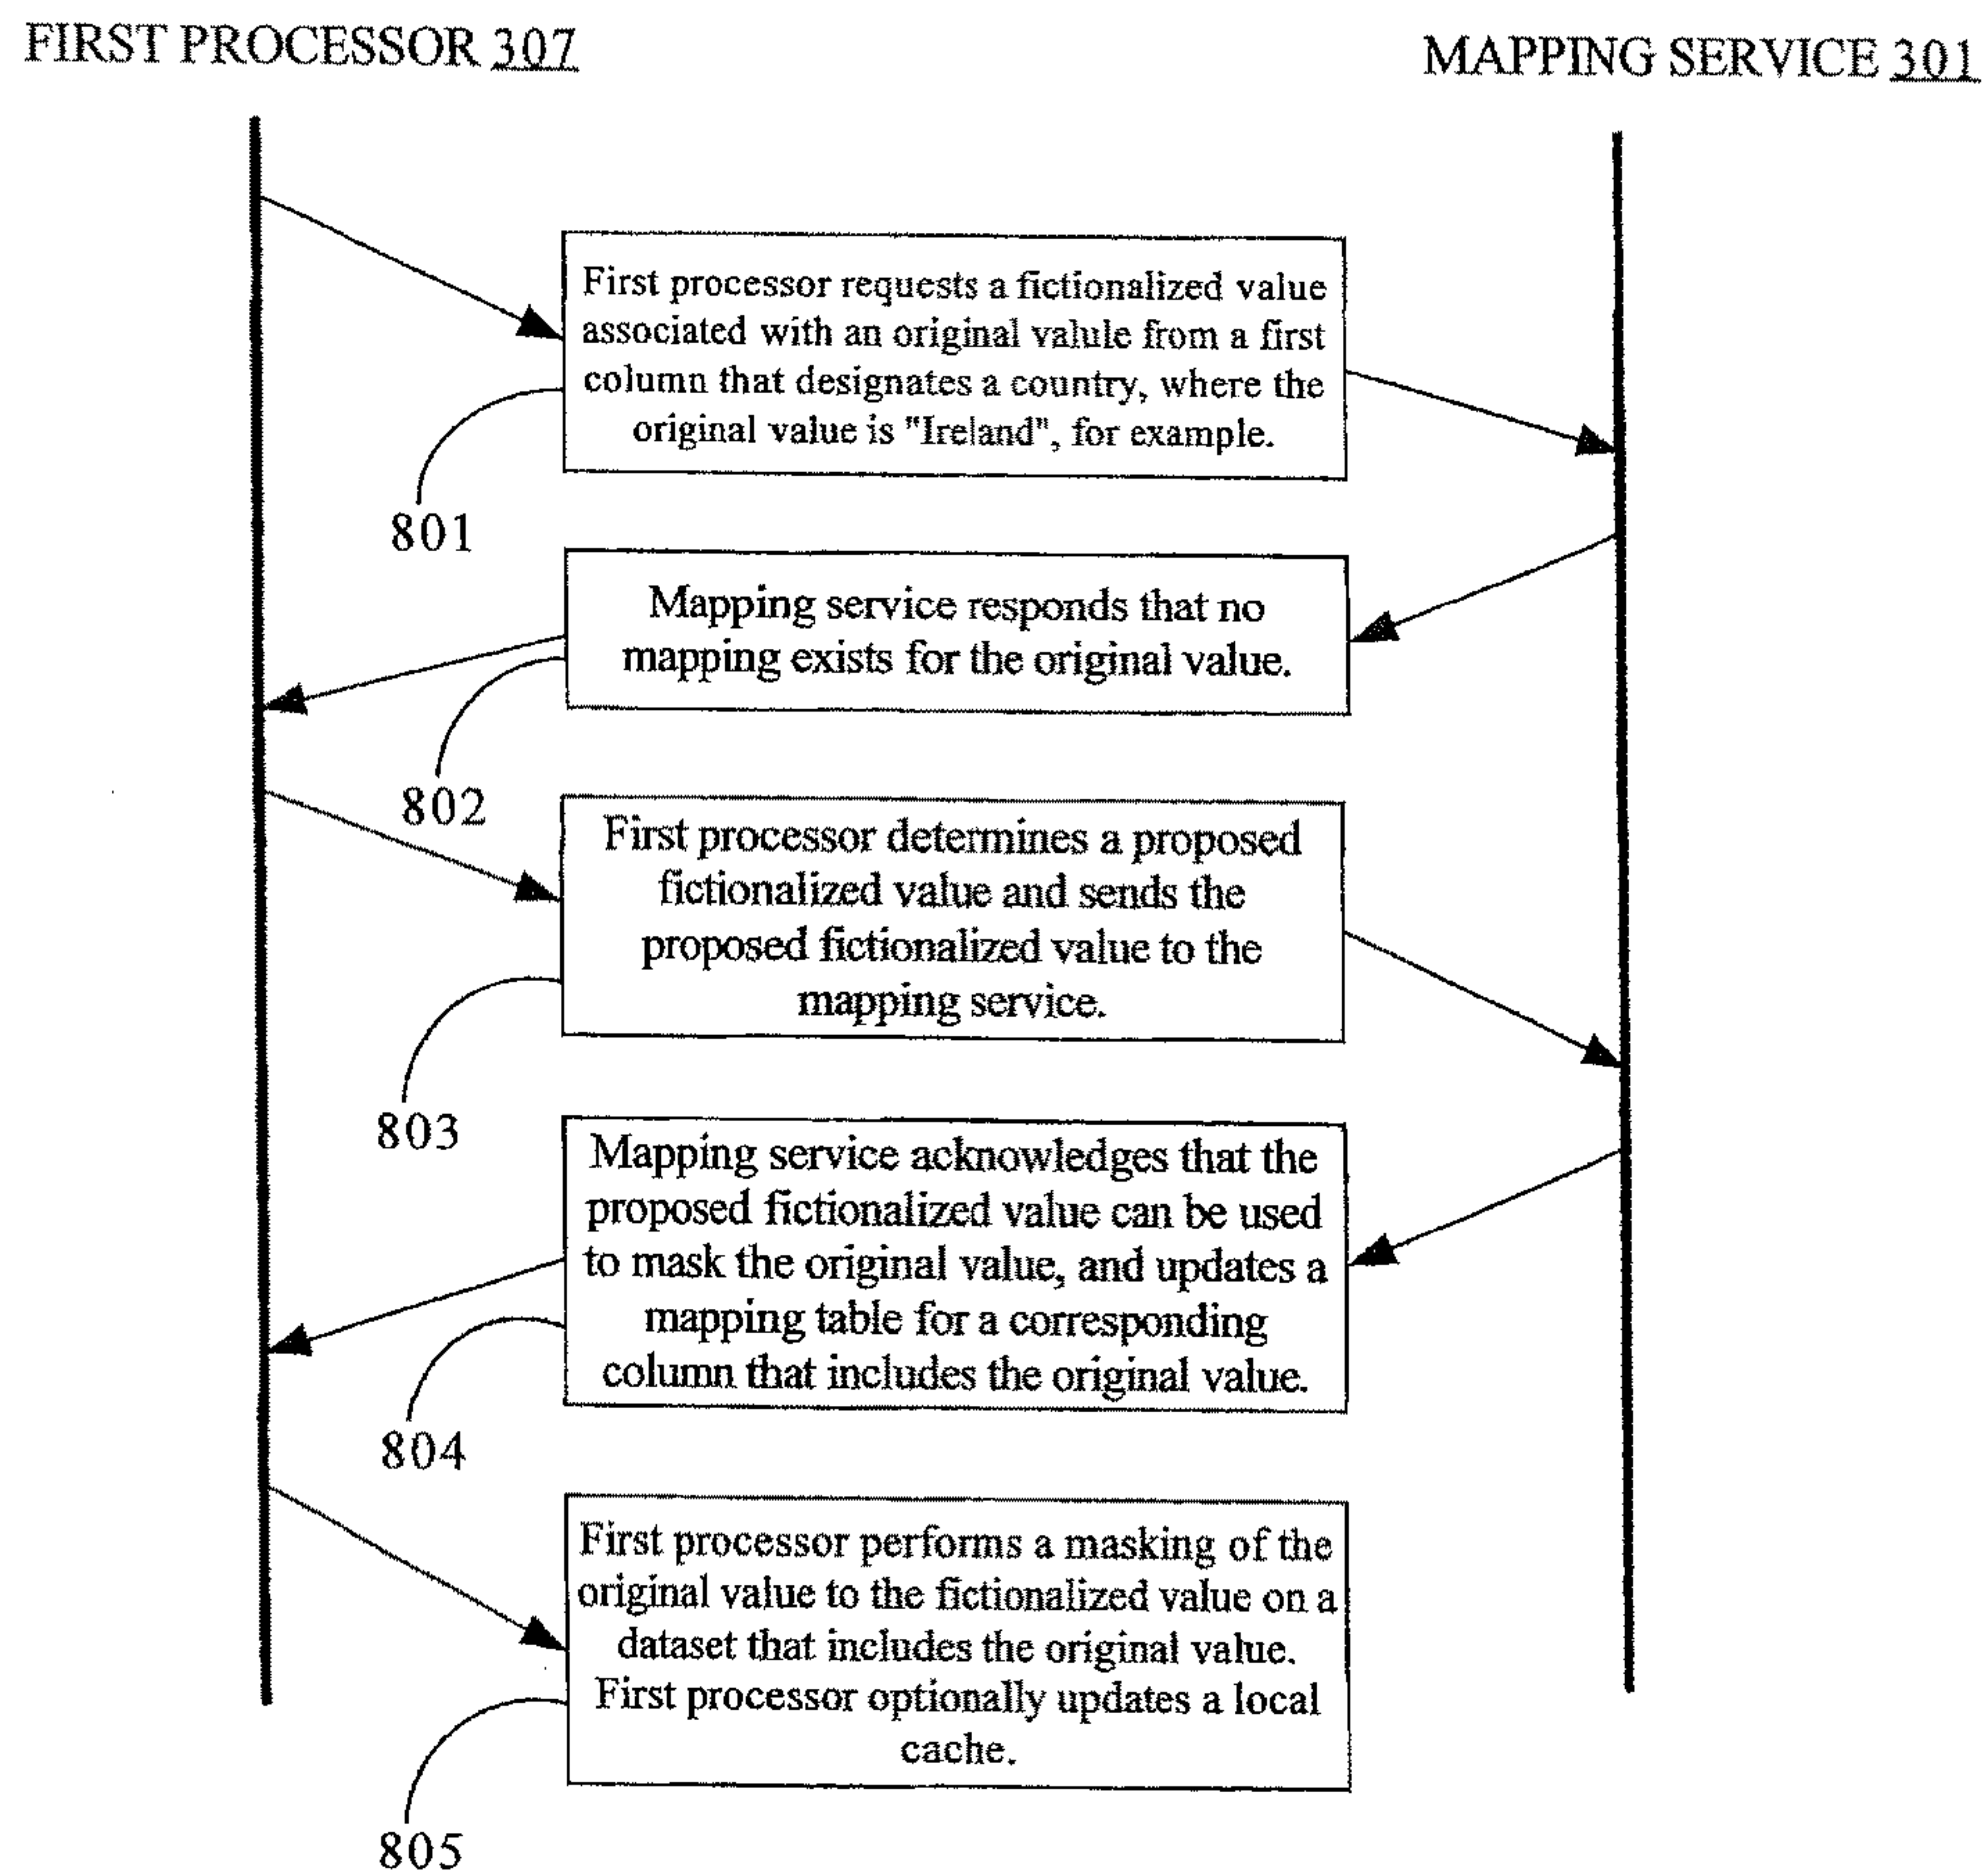 FIRST PROCESSOR 307
MAPPING SERVICE 301
First processor requests a fictionalized value
associated with an original valule from a first
column that designates a country, where the
original value is "Ireland", for example.
801
Mapping service responds that no
mapping exists for the original value.
802
First processor determines a proposed
fictionalized value and sends the
proposed fictionalized value to the
mapping service.
803
Mapping service acknowledges that the
proposed fictionalized value can be used
to mask the original value, and updates a
mapping table for a corresponding
column that includes the original value.
804
First processor performs a masking of the
original value to the fictionalized value on a
dataset that includes the original value.
First processor optionally updates a local
cache.
805